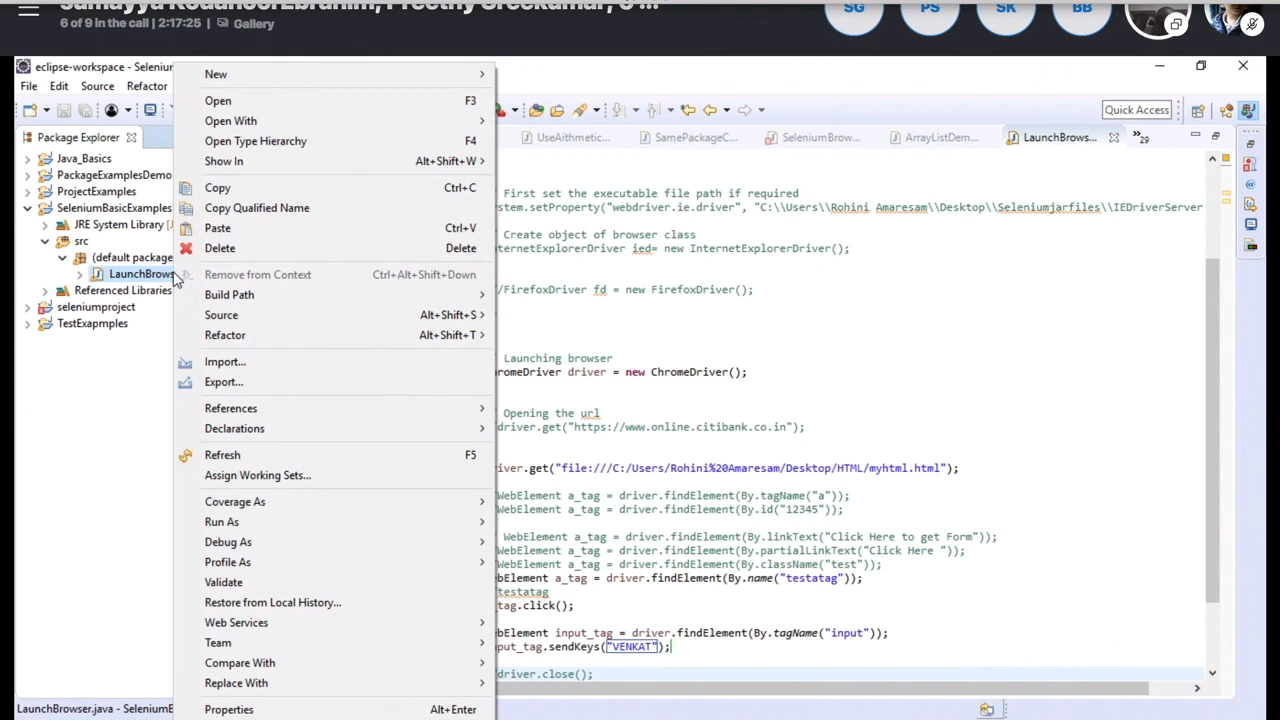 6 of 9 in the call | 2:17:25 | Gallery
SG PS SK BB
eclipse-workspace - Seleniu
File Edit Source Refactor
Quick Access
Package Explorer
UseAithmetic...
SamePackageC...
SeleniumBrow...
ArrayListDem...
LaunchBrows...
29
Java_Basics
PackageExamplesDemo
ProjectExamples
SeleniumBasicExamples
JRE System Library [J
src
(default package
LaunchBrows
Referenced Libraries
seleniumproject
TestExapmples
New
Open F3
Open With
Open Type Hierarchy F4
Show In Alt+Shift+W
Copy Ctrl+C
Copy Qualified Name
Paste Ctrl+V
Delete Delete
Remove from Context Ctrl+Alt+Shift+Down
Build Path
Source Alt+Shift+S
Refactor Alt+Shift+T
Import...
Export...
References
Declarations
Refresh F5
Assign Working Sets...
Coverage As
Run As
Debug As
Profile As
Validate
Restore from Local History...
Web Services
Team
Compare With
Replace With
Properties Alt+Enter
First set the executable file path if required
stem.setProperty("webdriver.ie.driver", "C:\\Users\\Rohini Amaresam\\Desktop\\Seleniumjarfiles\\IEDriverServer
Create object of browser class
nternetExplorerDriver ied= new InternetExplorerDriver();
/FirefoxDriver fd = new FirefoxDriver();
Launching browser
romeDriver driver = new ChromeDriver();
Opening the url
driver.get("https://www.online.citibank.co.in");
iver.get("file:///C:/Users/Rohini%20Amaresam/Desktop/HTML/myhtml.html");
WebElement a_tag = driver.findElement(By.tagName("a"));
WebElement a_tag = driver.findElement(By.id("12345"));
WebElement a_tag = driver.findElement(By.linkText("Click Here to get Form"));
WebElement a_tag = driver.findElement(By.partialLinkText("Click Here "));
WebElement a_tag = driver.findElement(By.className("test"));
ebElement a_tag = driver.findElement(By.name("testatag"));
testatag
tag.click();
ebElement input_tag = driver.findElement(By.tagName("input"));
put_tag.sendKeys("VENKAT");
driver.close();
LaunchBrowser.java - SeleniumB